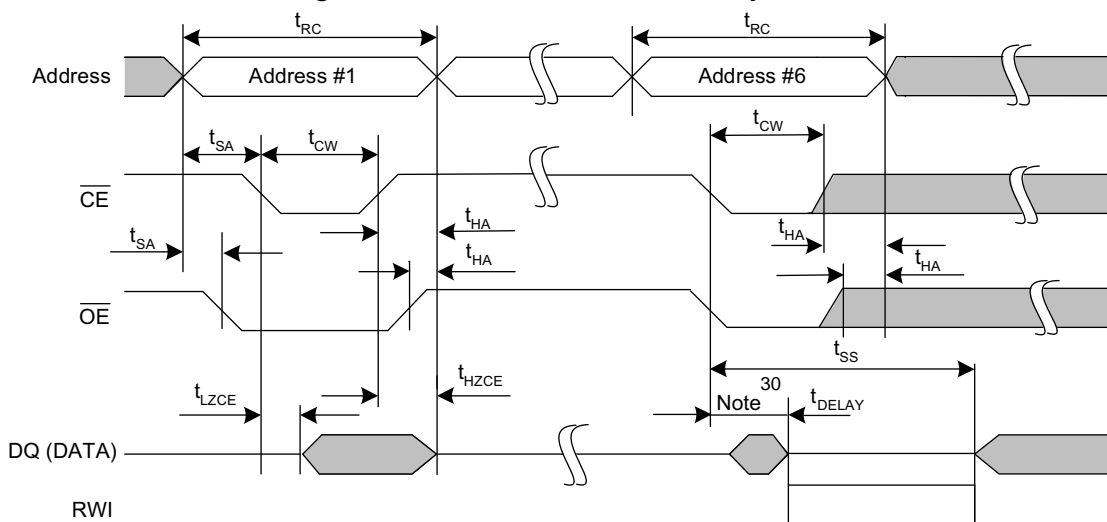 tRC
tRC
Address
Address #1
Address #6
tSA
tCW
tCW
CE
tSA
tHA
tHA
tHA
tHA
OE
tSS
tLZCE
tHZCE
Note 30
tDELAY
DQ (DATA)
RWI